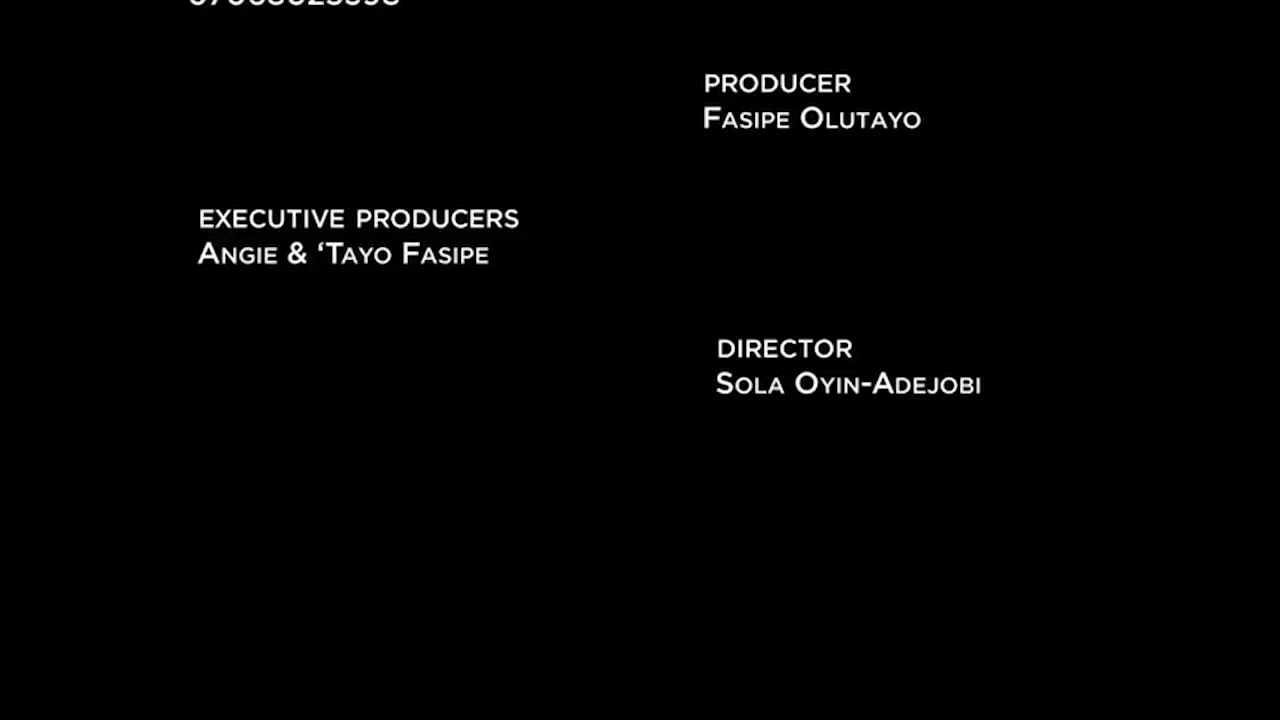 PRODUCER
FASIPE OLUTAYO
EXECUTIVE PRODUCERS
ANGIE & ‘TAYO FASIPE
DIRECTOR
SOLA OYIN-ADEJOBI